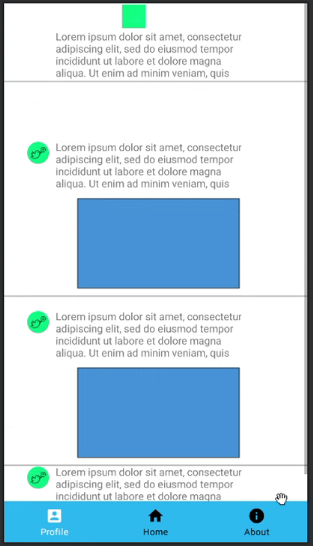 Lorem ipsum dolor sit amet, consectetur
adipiscing elit, sed do eiusmod tempor
incididunt ut labore et dolore magna
aliqua. Ut enim ad minim veniam, quis
Lorem ipsum dolor sit amet, consectetur
adipiscing elit, sed do eiusmod tempor
incididunt ut labore et dolore magna
aliqua. Ut enim ad minim veniam, quis
Lorem ipsum dolor sit amet, consectetur
adipiscing elit, sed do eiusmod tempor
incididunt ut labore et dolore magna
aliqua. Ut enim ad minim veniam, quis
Lorem ipsum dolor sit amet, consectetur
adipiscing elit, sed do eiusmod tempor
incididunt ut labore et dolore magna
Profile
Home
About